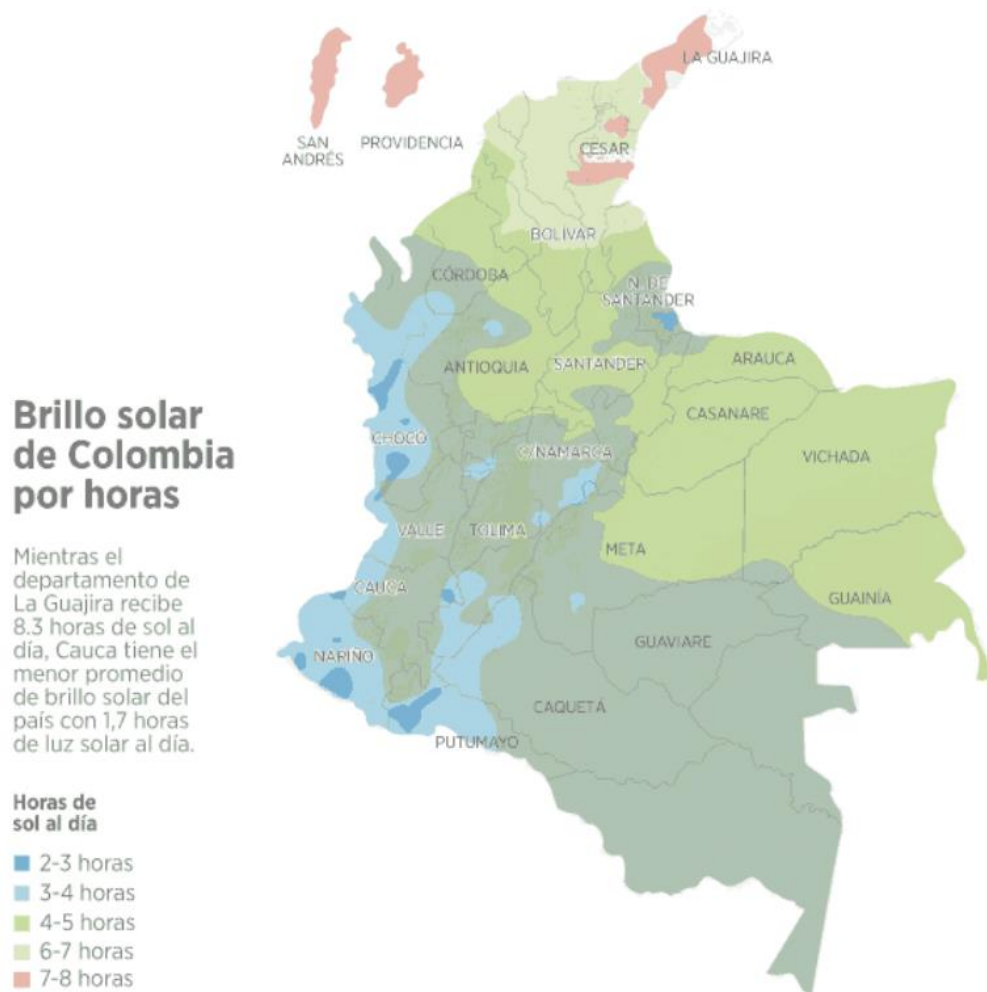 LA GUAJIRA
SAN
ANDRÉS
PROVIDENCIA
CESAR
BOLÍVAR
CÓRDOBA
N. DE
SANTANDER
ANTIOQUIA
SANTANDER
ARAUCA
CASANARE
CHOCÓ
C/NAMARCA
VICHADA
VALLE
TOLIMA
META
CAUCA
GUAINÍA
NARIÑO
GUAVIARE
CAQUETÁ
PUTUMAYO
Brillo solar
de Colombia
por horas
Mientras el
departamento de
La Guajira recibe
8.3 horas de sol al
día, Cauca tiene el
menor promedio
de brillo solar del
país con 1,7 horas
de luz solar al día.
Horas de
sol al día
2-3 horas
3-4 horas
4-5 horas
6-7 horas
7-8 horas